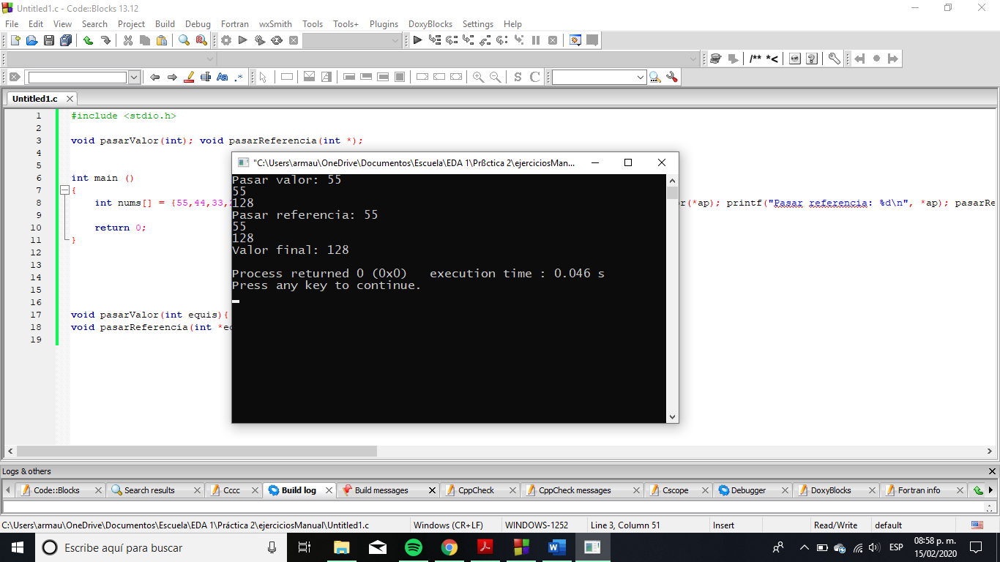 Untitled1.c - Code::Blocks 13.12
File Edit View Search Project Build Debug Fortran wxSmith Tools Tools+ Plugins DoxyBlocks Settings Help
/** *<
Aa .*
S C
Untitled1.c
1 #include <stdio.h>
2
3 void pasarValor(int); void pasarReferencia(int *);
4
5
6 int main ()
7 {
8 int nums[] = {55,44,33, r(*ap); printf("Pasar referencia: %d\n", *ap); pasarRe
9
10 return 0;
11 }
12
13
14
15
16
17 void pasarValor(int equis){
18 void pasarReferencia(int *e
19
"C:\Users\armau\OneDrive\Documentos\Escuela\EDA 1\Prßctica 2\ejerciciosMan...
Pasar valor: 55
55
128
Pasar referencia: 55
55
128
Valor final: 128
Process returned 0 (0x0) execution time : 0.046 s
Press any key to continue.
Logs & others
Code::Blocks Search results Cccc Build log Build messages CppCheck CppCheck messages Cscope Debugger DoxyBlocks Fortran info
C:\Users\armau\OneDrive\Documentos\Escuela\EDA 1\Práctica 2\ejerciciosManual\Untitled1.c Windows (CR+LF) WINDOWS-1252 Line 3, Column 51 Insert Read/Write default
Escribe aquí para buscar
ESP
08:58 p. m.
15/02/2020